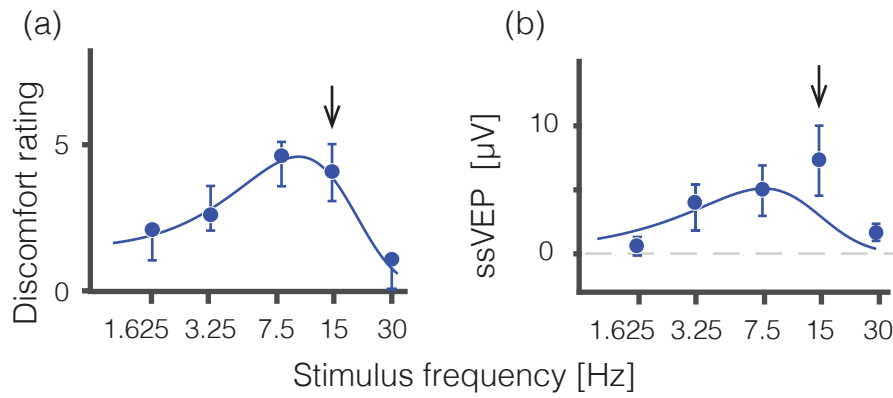 (a)
Discomfort rating
5
0
1.625 3.25 7.5 15 30
(b)
ssVEP [µV]
10
0
1.625 3.25 7.5 15 30
Stimulus frequency [Hz]